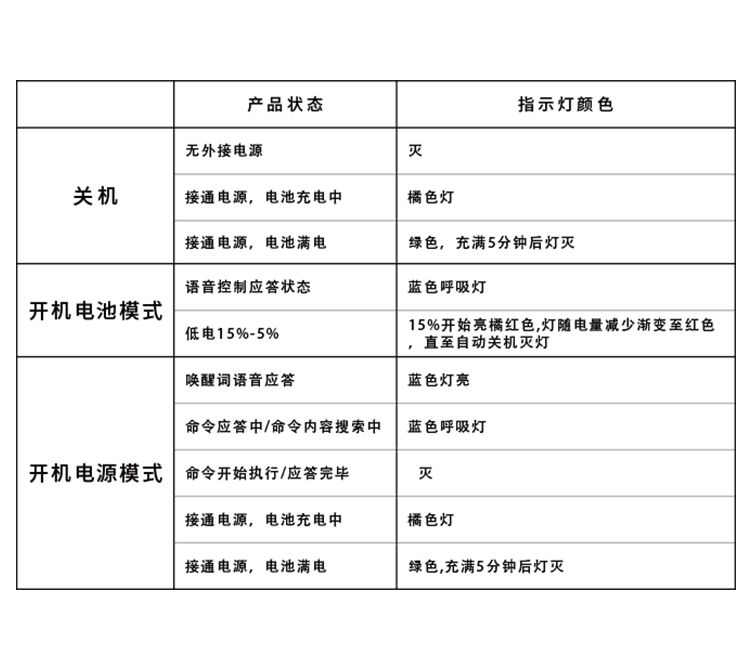 产品状态 指示灯颜色
关机
无外接电源 灭
接通电源，电池充电中 橘色灯
接通电源，电池满电 绿色，充满5分钟后灯灭
开机电池模式
语音控制应答状态 蓝色呼吸灯
低电15%-5% 15%开始亮橘红色,灯随电量减少渐变至红色
，直至自动关机灭灯
开机电源模式
唤醒词语音应答 蓝色灯亮
命令应答中/命令内容搜索中 蓝色呼吸灯
命令开始执行/应答完毕 灭
接通电源，电池充电中 橘色灯
接通电源，电池满电 绿色,充满5分钟后灯灭